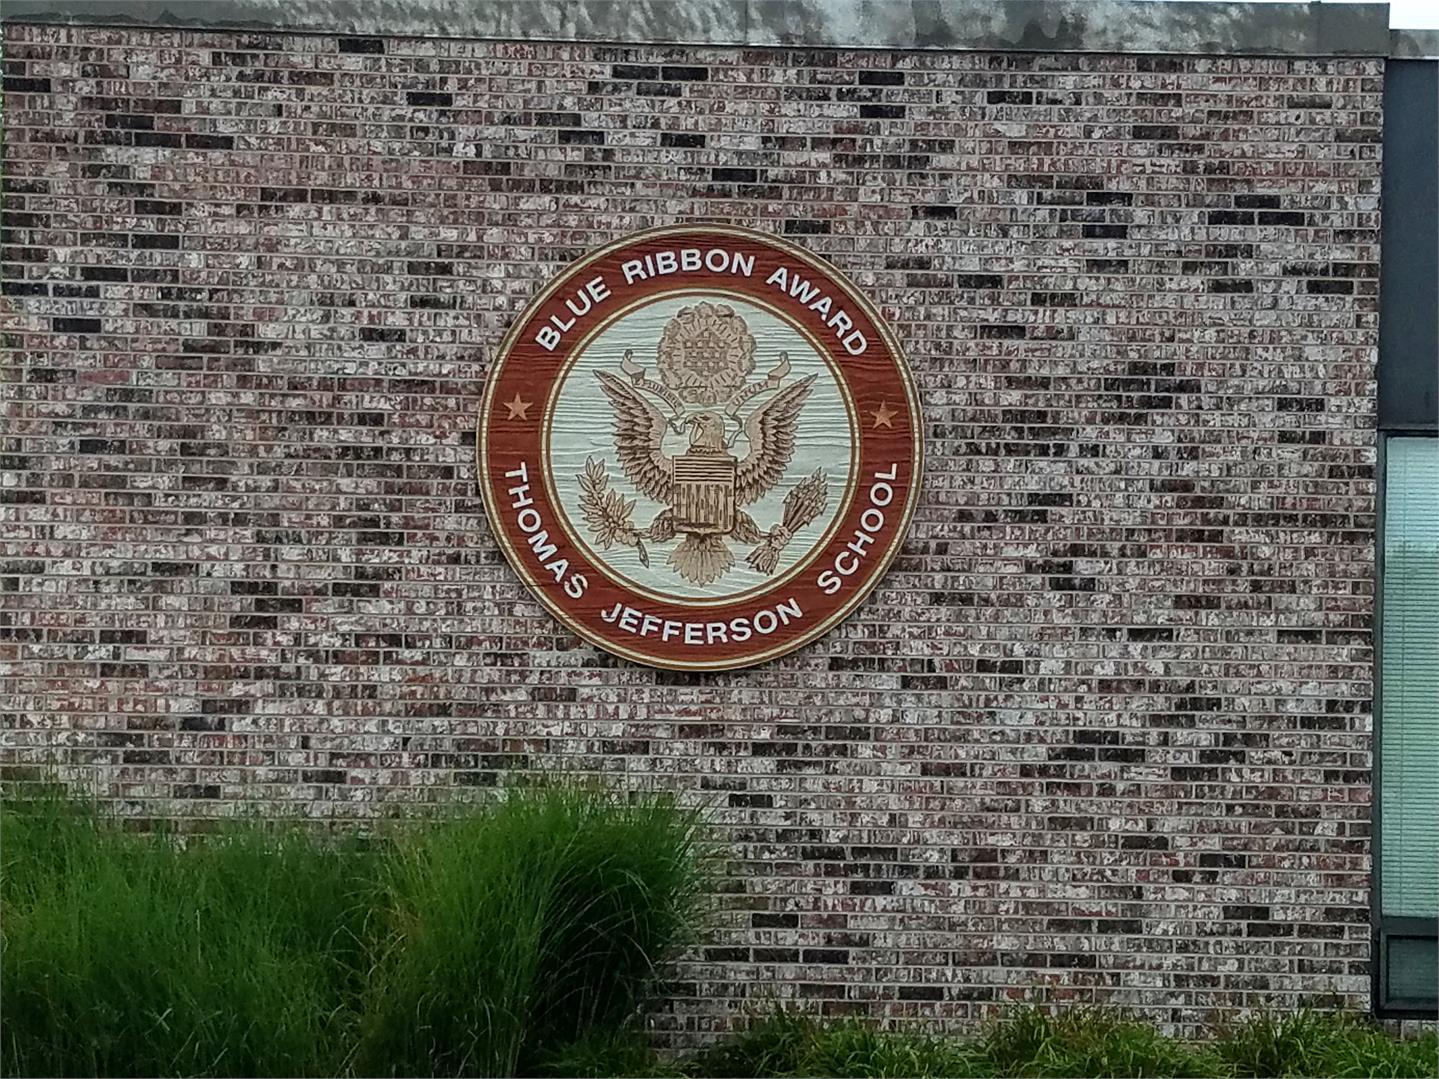 BLUE RIBBON AWARD
THOMAS JEFFERSON SCHOOL